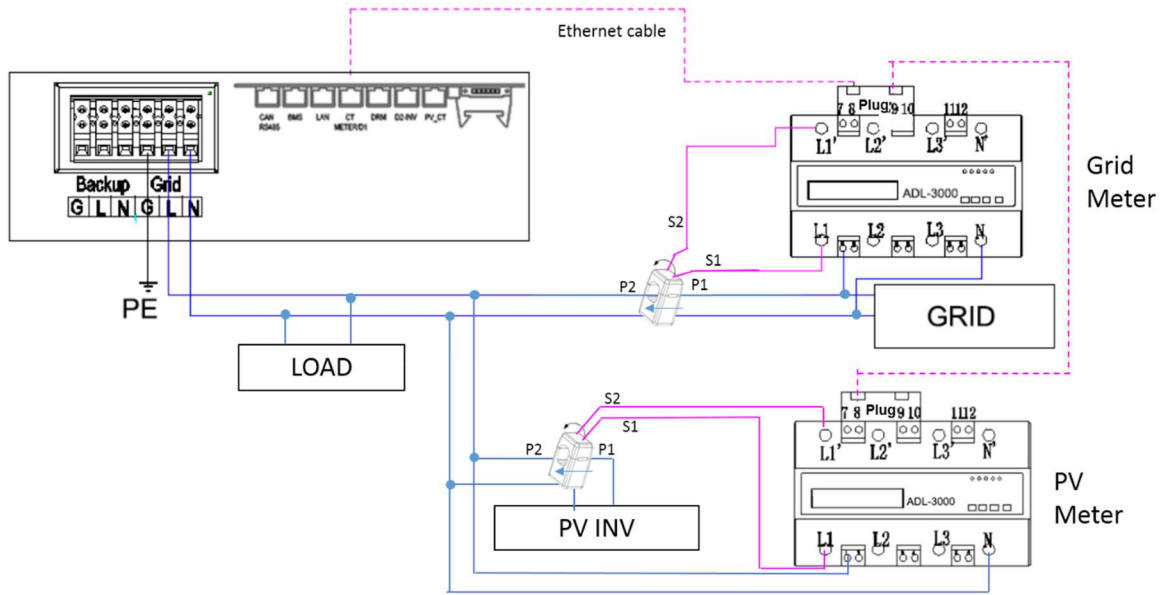 Ethernet cable
CAN
RS485
BMS
LAN
CT
METER/D1
DRM
D2-INV
PV_CT
Backup Grid
G L N G L N
PE
7 8 Plug 9 10 11 12
L1' L2' L3' N'
ADL-3000
L1 L2 L3 N
Grid
Meter
S2
S1
P2 P1
GRID
LOAD
S2
S1
P2 P1
PV INV
7 8 Plug 9 10 11 12
L1' L2' L3' N'
ADL-3000
L1 L2 L3 N
PV
Meter